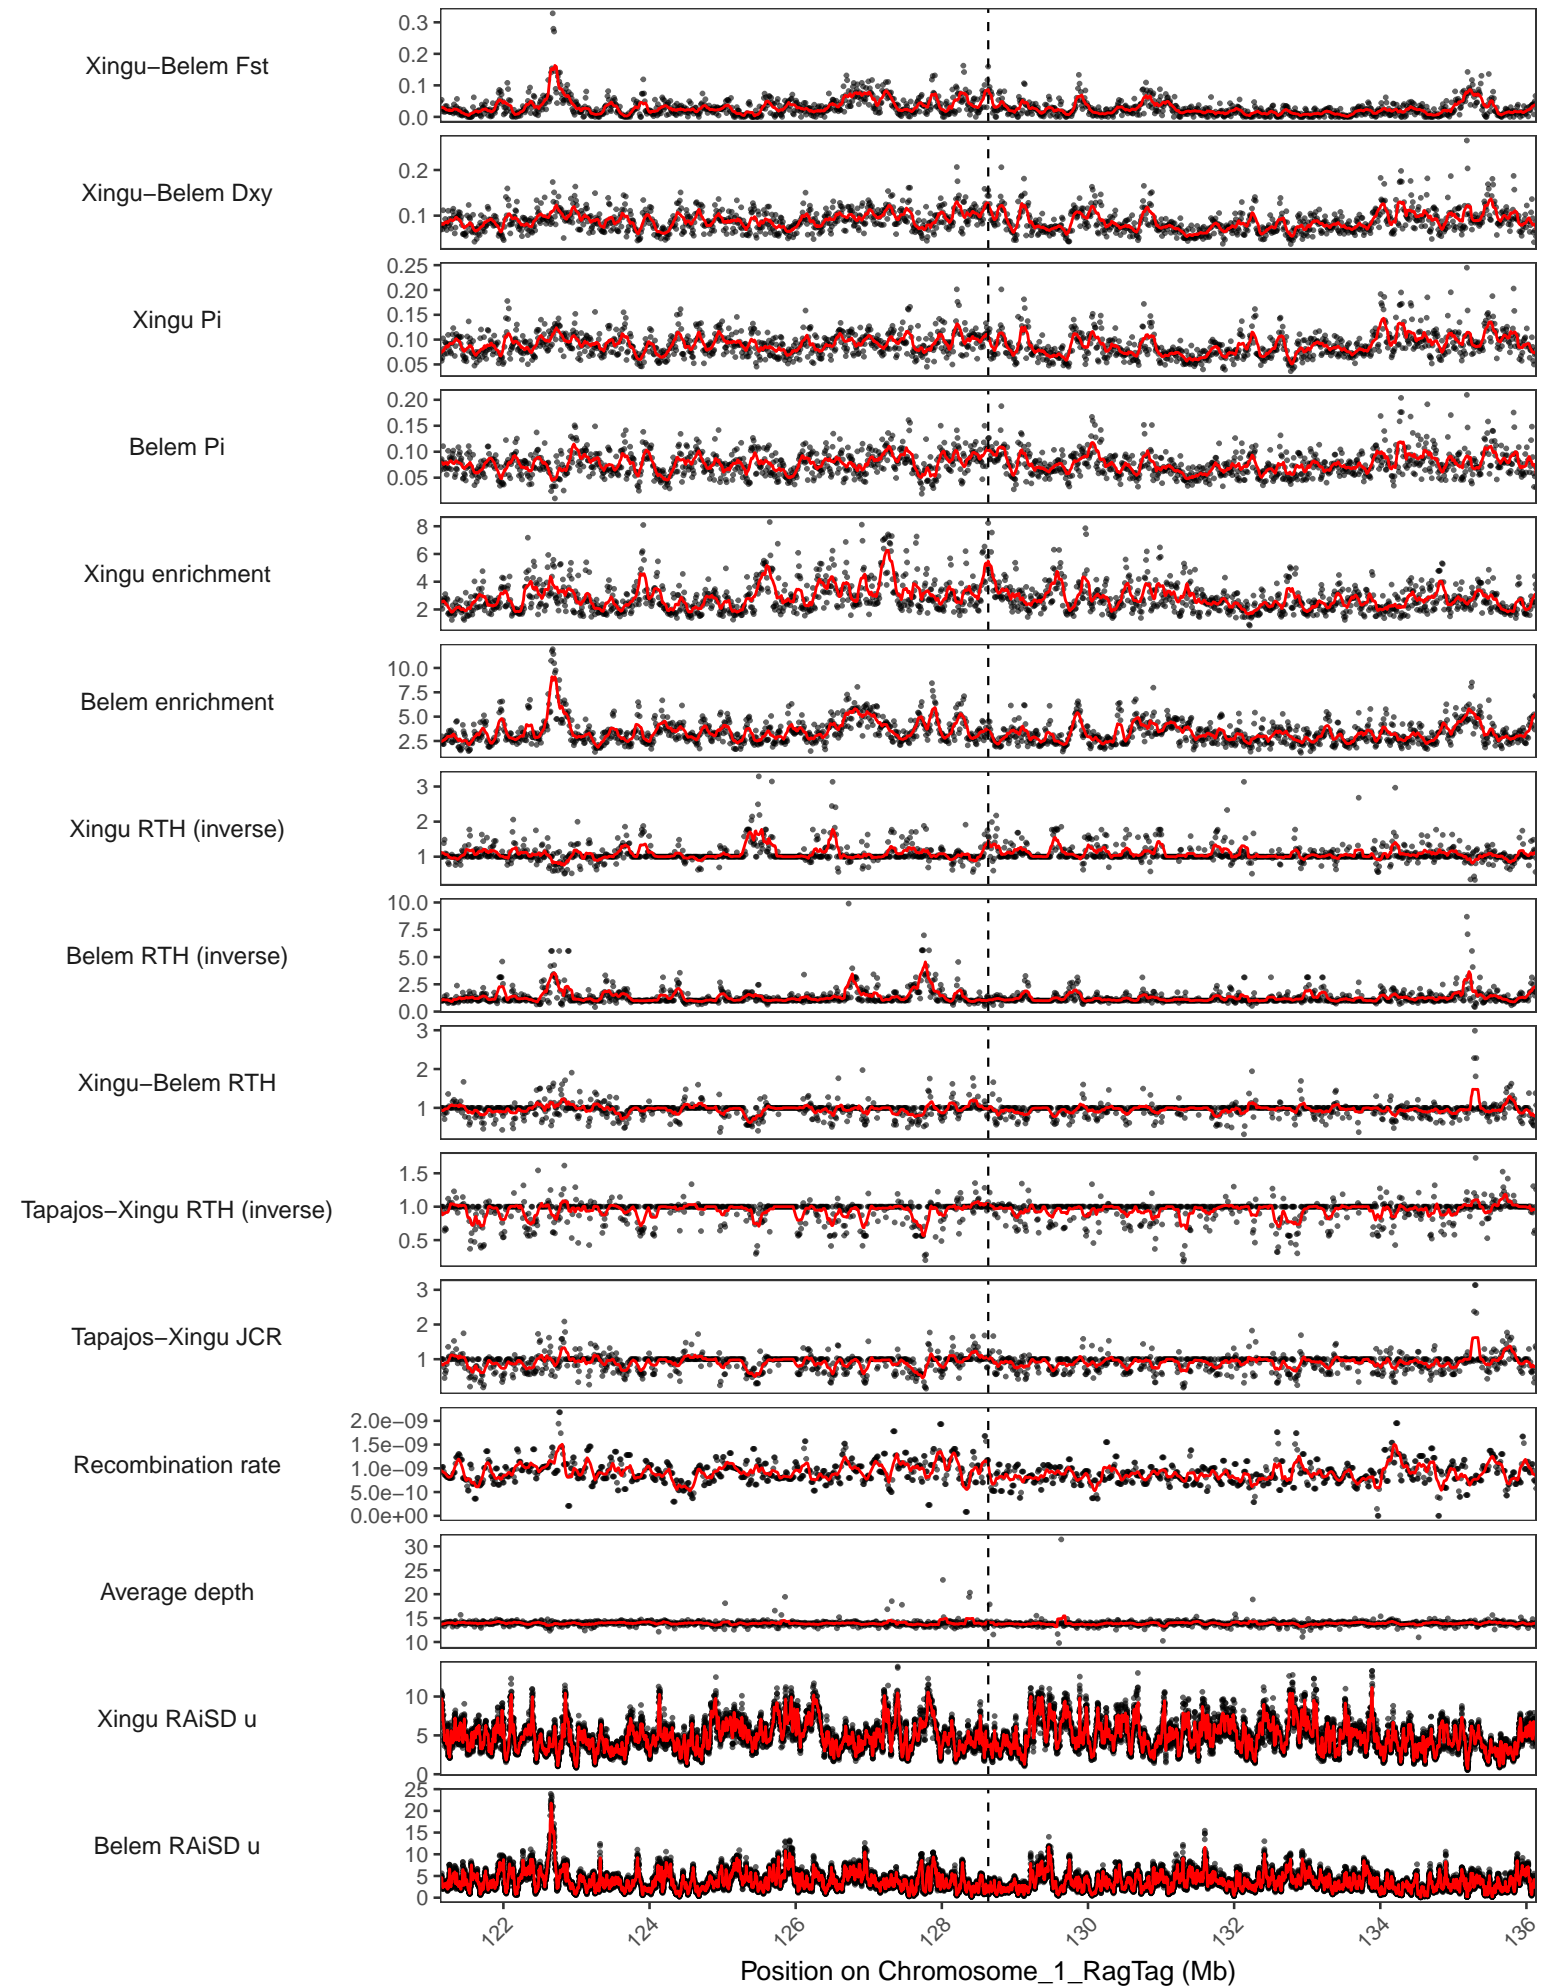 Xingu−Belem Fst
0.3
0.2
0.1
0.0
Xingu−Belem Dxy
0.2
0.1
Xingu Pi
0.25
0.20
0.15
0.10
0.05
Belem Pi
0.20
0.15
0.10
0.05
Xingu enrichment
8
6
4
2
Belem enrichment
10.0
7.5
5.0
2.5
Xingu RTH (inverse)
3
2
1
Belem RTH (inverse)
10.0
7.5
5.0
2.5
0.0
Xingu−Belem RTH
3
2
1
Tapajos−Xingu RTH (inverse)
1.5
1.0
0.5
Tapajos−Xingu JCR
3
2
1
Recombination rate
2.0e−09
1.5e−09
1.0e−09
5.0e−10
0.0e+00
Average depth
30
25
20
15
10
Xingu RAiSD u
10
5
0
Belem RAiSD u
25
20
15
10
5
0
122 124 126 128 130 132 134 136
Position on Chromosome_1_RagTag (Mb)